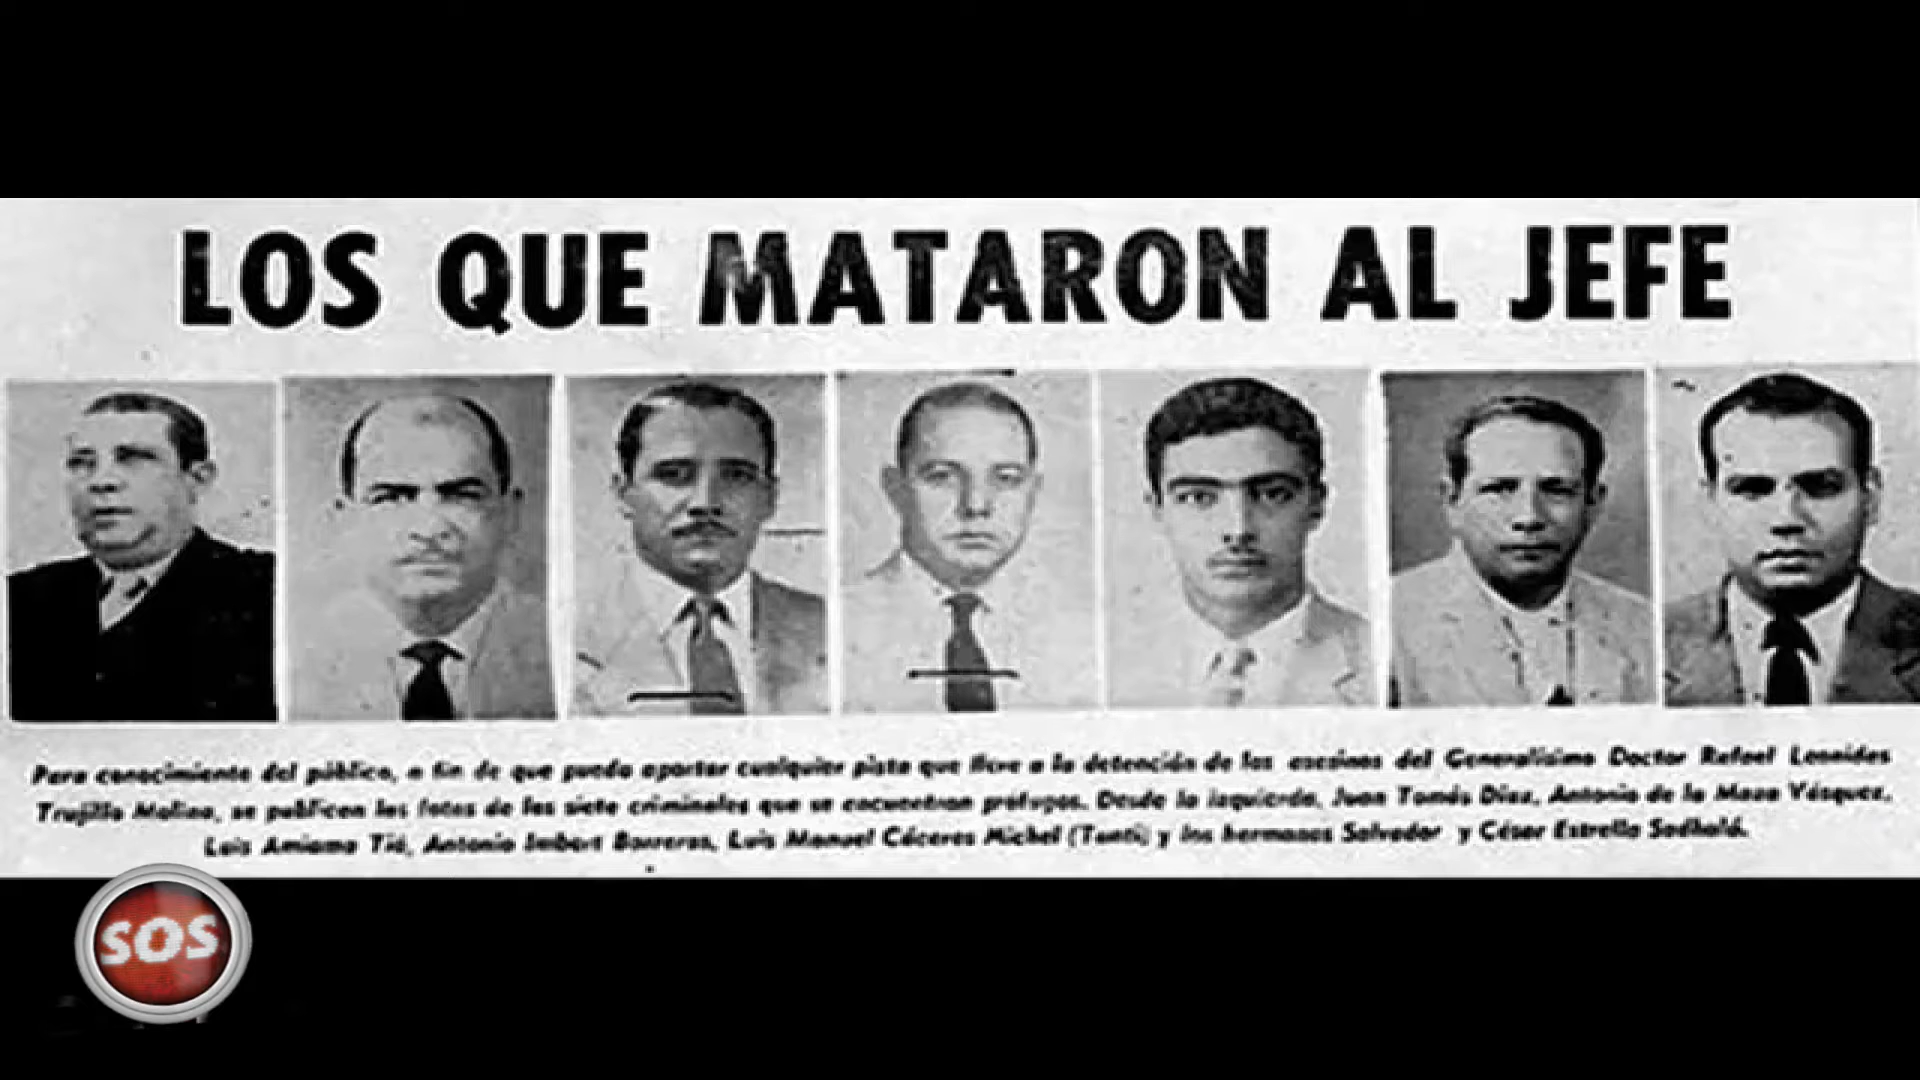 LOS QUE MATARON AL JEFE
Para conocimiento del público, a fin de que pueda aportar cualquier pista que lleve a la detención de los asesinos del Generalísimo Doctor Rafael Leonidas
Trujillo Molina, se publican las fotos de los siete criminales que se encuentran prófugos. Desde la izquierda, Juan Tomás Díaz, Antonio de la Maza Vásquez,
Luis Amiama Tió, Antonio Imbert Barreras, Luis Manuel Cáceres Michel (Tunti) y los hermanos Salvador y César Estrella Sadhalá.
SOS